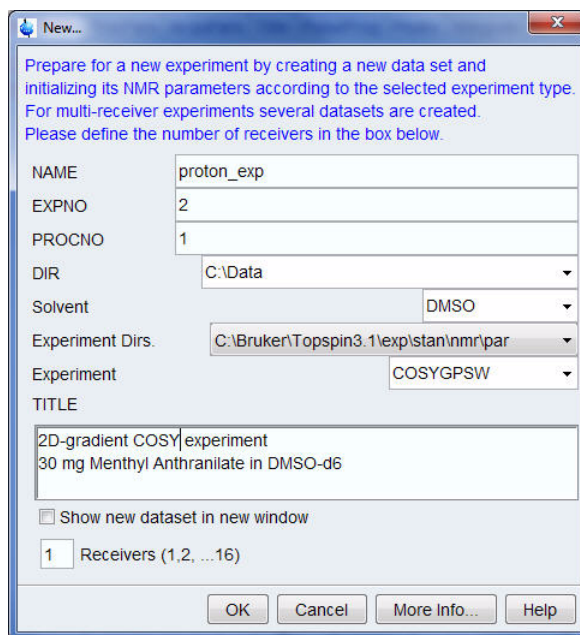 New...
Prepare for a new experiment by creating a new data set and
initializing its NMR parameters according to the selected experiment type.
For multi-receiver experiments several datasets are created.
Please define the number of receivers in the box below.
NAME proton_exp
EXPNO 2
PROCNO 1
DIR C:\Data
Solvent DMSO
Experiment Dirs. C:\Bruker\Topspin3.1\exp\stan\nmr\par
Experiment COSYGPSW
TITLE
2D-gradient COSY experiment
30 mg Menthyl Anthranilate in DMSO-d6
Show new dataset in new window
1 Receivers (1,2, ...16)
OK Cancel More Info... Help